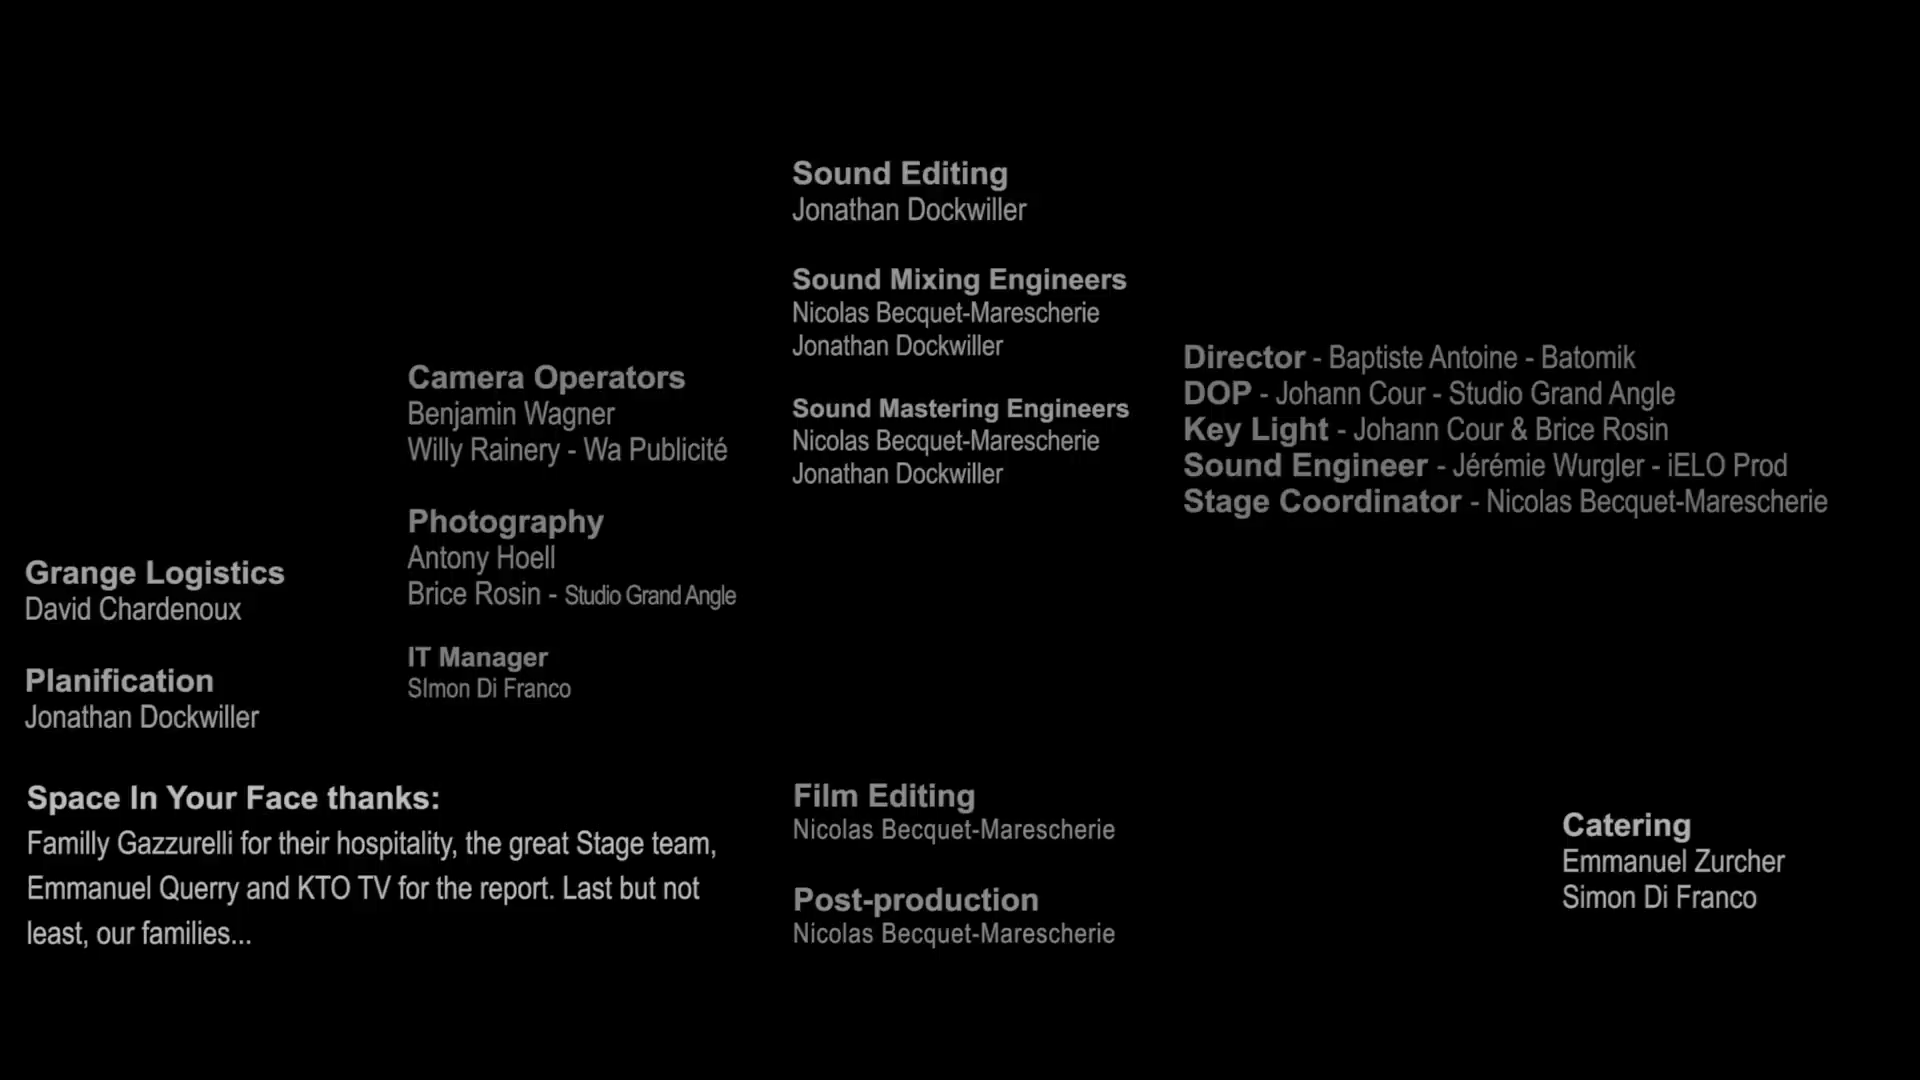 Sound Editing
Jonathan Dockwiller
Sound Mixing Engineers
Nicolas Becquet-Marescherie
Jonathan Dockwiller
Sound Mastering Engineers
Nicolas Becquet-Marescherie
Jonathan Dockwiller
Director - Baptiste Antoine - Batomik
DOP - Johann Cour - Studio Grand Angle
Key Light - Johann Cour & Brice Rosin
Sound Engineer - Jérémie Wurgler - iELO Prod
Stage Coordinator - Nicolas Becquet-Marescherie
Camera Operators
Benjamin Wagner
Willy Rainery - Wa Publicité
Photography
Antony Hoell
Brice Rosin - Studio Grand Angle
IT Manager
SImon Di Franco
Grange Logistics
David Chardenoux
Planification
Jonathan Dockwiller
Space In Your Face thanks:
Familly Gazzurelli for their hospitality, the great Stage team,
Emmanuel Querry and KTO TV for the report. Last but not
least, our families...
Film Editing
Nicolas Becquet-Marescherie
Post-production
Nicolas Becquet-Marescherie
Catering
Emmanuel Zurcher
Simon Di Franco